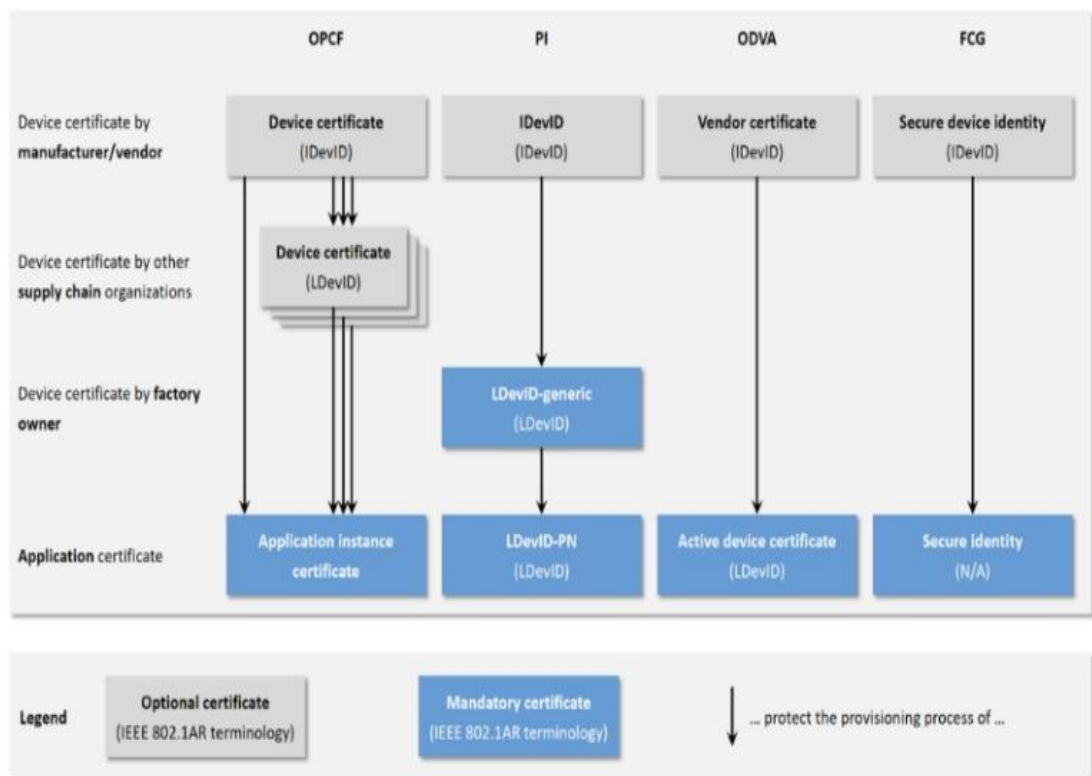 OPCF PI ODVA FCG
Device certificate by
manufacturer/vendor
Device certificate
(IDevID)
IDevID
(IDevID)
Vendor certificate
(IDevID)
Secure device identity
(IDevID)
Device certificate by other
supply chain organizations
Device certificate
(LDevID)
Device certificate by factory
owner
LDevID-generic
(LDevID)
Application certificate
Application instance
certificate
LDevID-PN
(LDevID)
Active device certificate
(LDevID)
Secure identity
(N/A)
Legend
Optional certificate
(IEEE 802.1AR terminology)
Mandatory certificate
(IEEE 802.1AR terminology)
... protect the provisioning process of ...